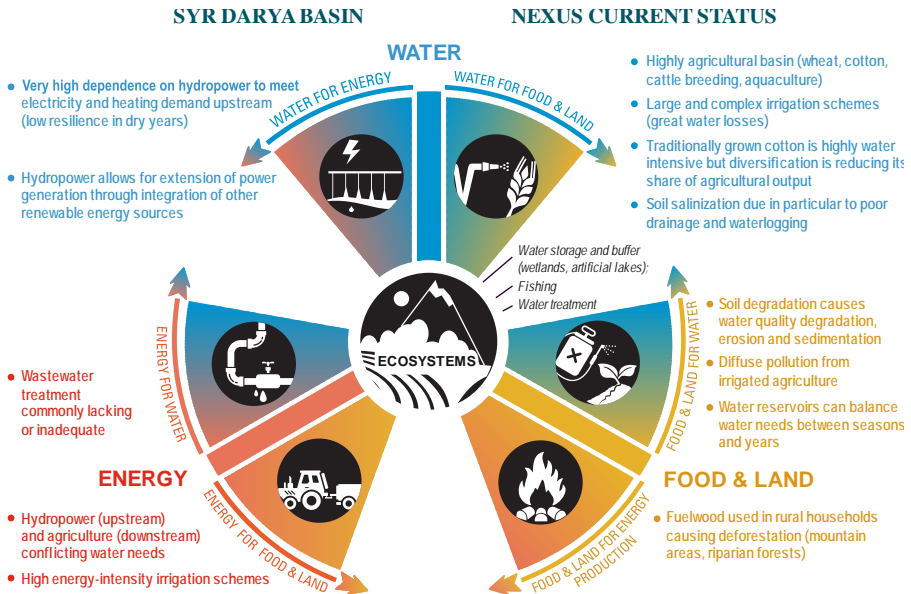 SYR DARYA BASIN
NEXUS CURRENT STATUS
WATER
WATER FOR ENERGY
WATER FOR FOOD & LAND
• Very high dependence on hydropower to meet
electricity and heating demand upstream
(low resilience in dry years)
• Hydropower allows for extension of power
generation through integration of other
renewable energy sources
• Highly agricultural basin (wheat, cotton,
cattle breeding, aquaculture)
• Large and complex irrigation schemes
(great water losses)
• Traditionally grown cotton is highly water
intensive but diversification is reducing its
share of agricultural output
• Soil salinization due in particular to poor
drainage and waterlogging
Water storage and buffer
(wetlands, artificial lakes);
Fishing
Water treatment
ECOSYSTEMS
ENERGY FOR WATER
• Wastewater
treatment
commonly lacking
or inadequate
ENERGY
• Hydropower (upstream)
and agriculture (downstream)
conflicting water needs
• High energy-intensity irrigation schemes
ENERGY FOR FOOD & LAND
FOOD & LAND FOR WATER
• Soil degradation causes
water quality degradation,
erosion and sedimentation
• Diffuse pollution from
irrigated agriculture
• Water reservoirs can balance
water needs between seasons
and years
FOOD & LAND
• Fuelwood used in rural households
causing deforestation (mountain
areas, riparian forests)
FOOD & LAND FOR ENERGY
PRODUCTION